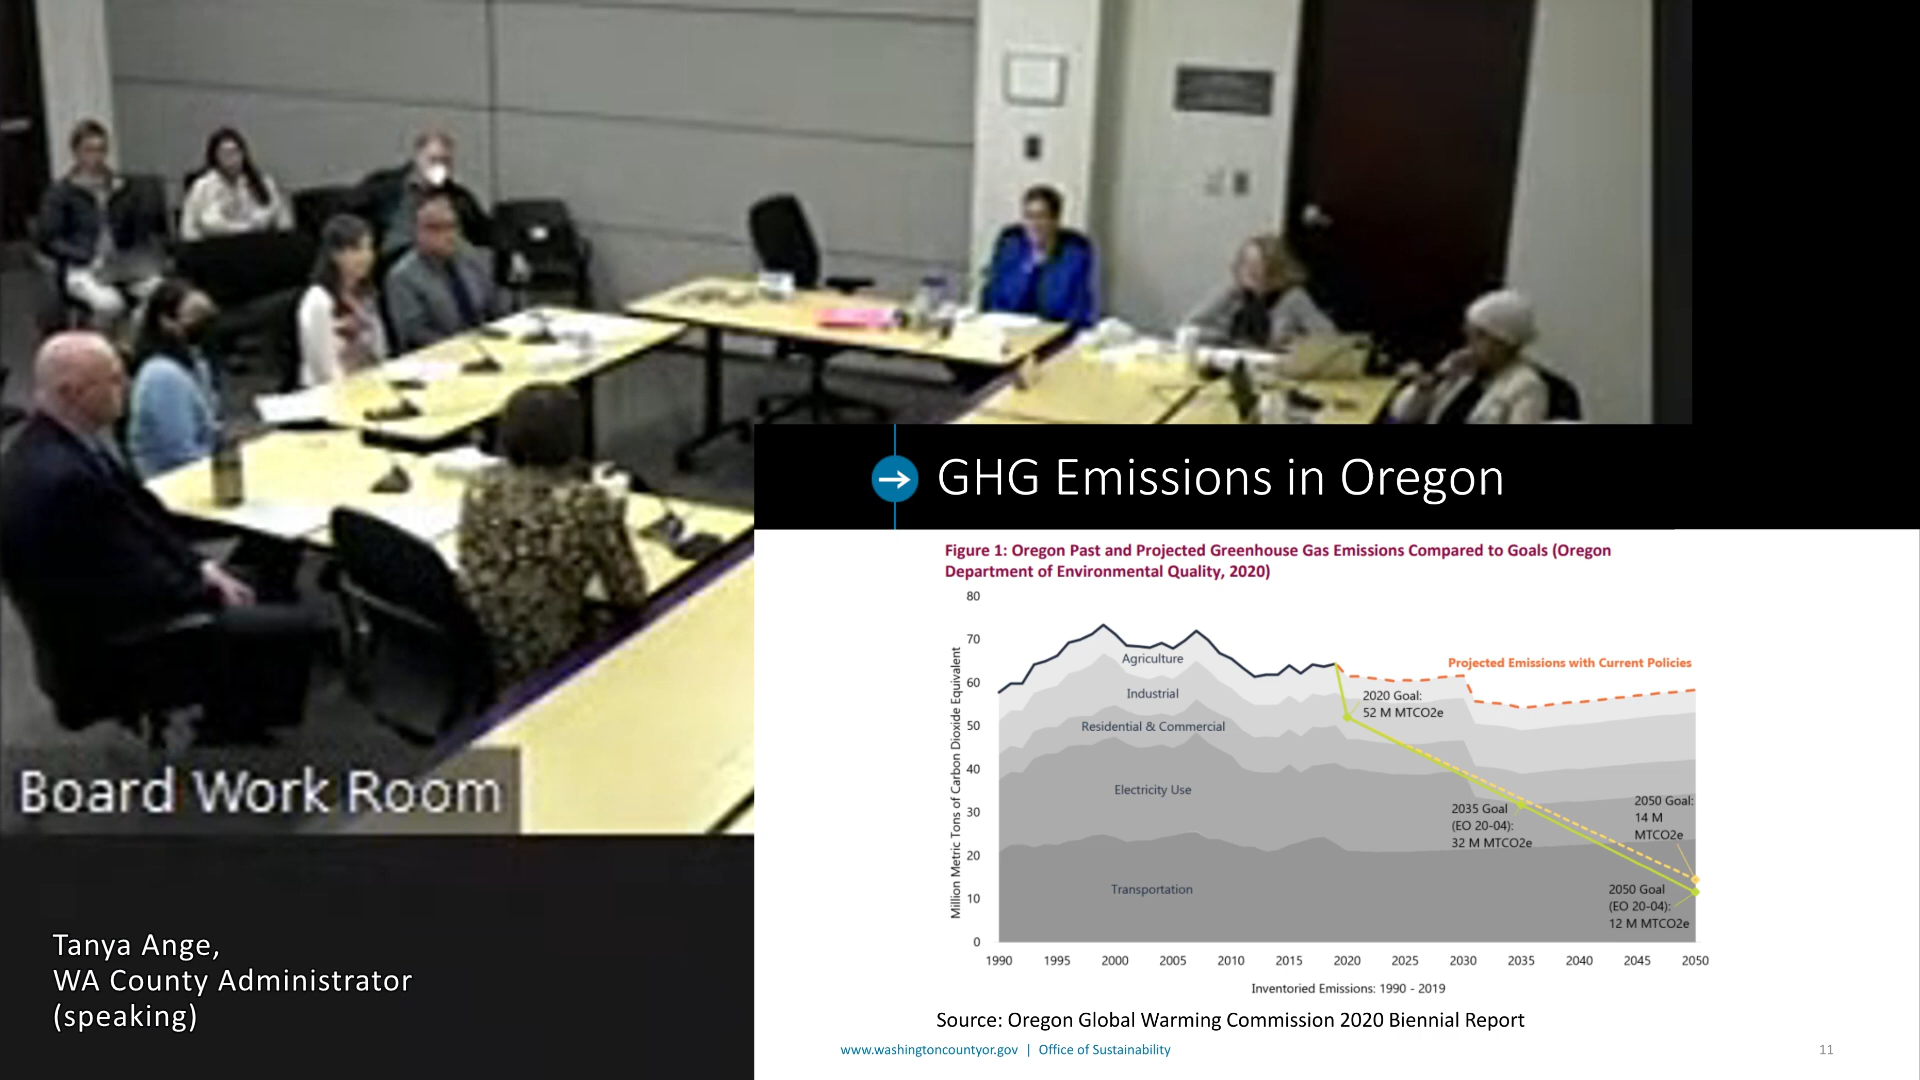 Board Work Room
Tanya Ange,
WA County Administrator
(speaking)
GHG Emissions in Oregon
Figure 1: Oregon Past and Projected Greenhouse Gas Emissions Compared to Goals (Oregon
Department of Environmental Quality, 2020)
Million Metric Tons of Carbon Dioxide Equivalent
80
70
60
50
40
30
20
10
0
Agriculture
Industrial
Residential & Commercial
Electricity Use
Transportation
Projected Emissions with Current Policies
2020 Goal:
52 M MTCO2e
2035 Goal
(EO 20-04):
32 M MTCO2e
2050 Goal:
14 M
MTCO2e
2050 Goal
(EO 20-04):
12 M MTCO2e
1990 1995 2000 2005 2010 2015 2020 2025 2030 2035 2040 2045 2050
Inventoried Emissions: 1990 - 2019
Source: Oregon Global Warming Commission 2020 Biennial Report
www.washingtoncountyor.gov | Office of Sustainability
11